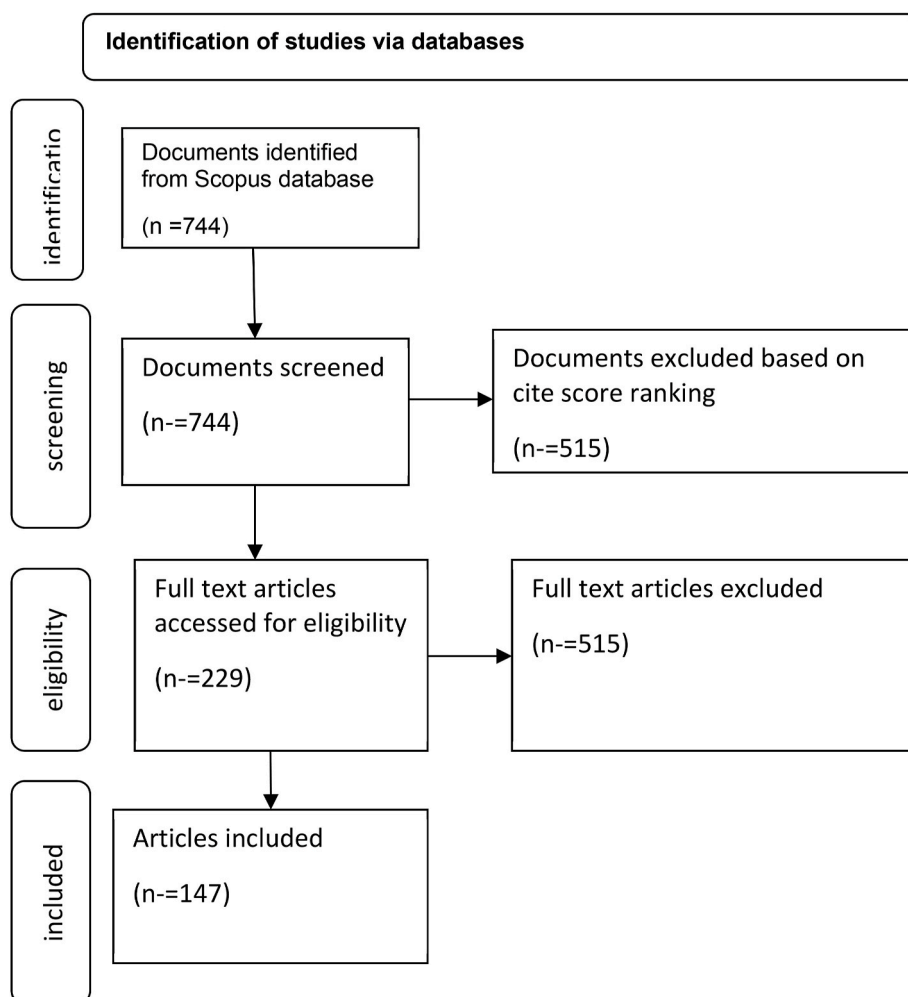 Identification of studies via databases
identificatio
Documents identified
from Scopus database
(n =744)
screening
Documents screened
(n-=744)
Documents excluded based on
cite score ranking
(n-=515)
eligibility
Full text articles
accessed for eligibility
(n-=229)
Full text articles excluded
(n-=515)
included
Articles included
(n-=147)